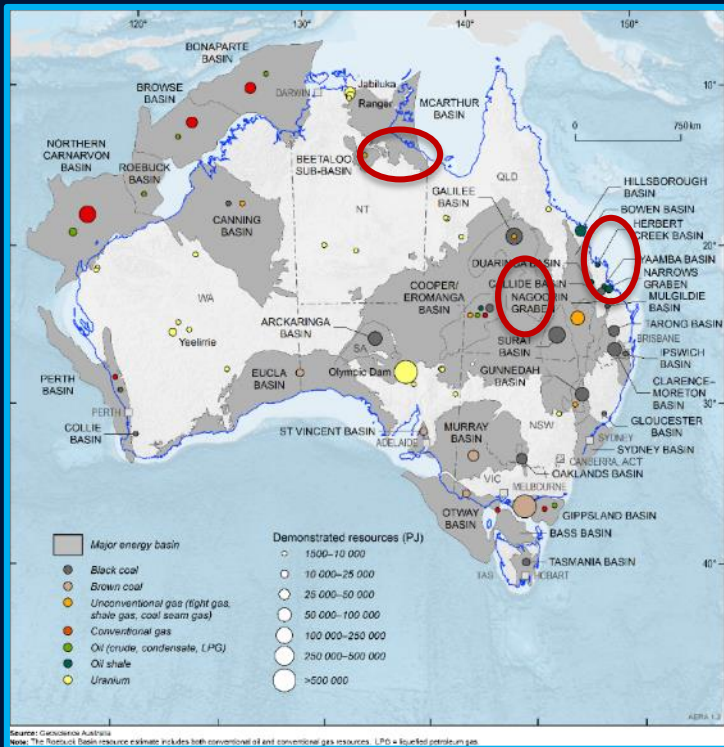 120°
130°
140°
150°
BONAPARTE
BASIN
BROWSE
BASIN
DARWIN
Jabiluka
Ranger
MCARTHUR
BASIN
10°
0
750 km
NORTHERN
CARNARVON
BASIN
ROEBUCK
BASIN
BEETALOO
SUB-BASIN
NT
QLD
GALILEE
BASIN
HILLSBOROUGH
BASIN
BOWEN BASIN
HERBERT
CREEK BASIN
20°
CANNING
BASIN
DUARINGA BASIN
YAAMBA BASIN
CALLIDE BASIN
NARROWS
GRABEN
COOPER/
EROMANGA
BASIN
NAGOORIN
GRABEN
MULGILDIE
BASIN
WA
Yeelirrie
ARCKARINGA
BASIN
SA
SURAT
BASIN
TARONG BASIN
BRISBANE
IPSWICH
BASIN
Olympic Dam
EUCLA
BASIN
GUNNEDAH
BASIN
CLARENCE-
MORETON
BASIN
PERTH
BASIN
30°
PERTH
COLLIE
BASIN
ST VINCENT BASIN
ADELAIDE
MURRAY
BASIN
NSW
GLOUCESTER
BASIN
SYDNEY
SYDNEY BASIN
CANBERRA, ACT
OAKLANDS BASIN
VIC
MELBOURNE
OTWAY
BASIN
GIPPSLAND BASIN
BASS BASIN
TASMANIA BASIN
TAS
HOBART
40°
Major energy basin
Black coal
Brown coal
Unconventional gas (tight gas,
shale gas, coal seam gas)
Conventional gas
Oil (crude, condensate, LPG)
Oil shale
Uranium
Demonstrated resources (PJ)
1500–10 000
10 000–25 000
25 000–50 000
50 000–100 000
100 000–250 000
250 000–500 000
>500 000
AERA 1.3
Source: Geoscience Australia
Note: The Roebuck Basin resource estimate includes both conventional oil and conventional gas resources. LPG = liquefied petroleum gas